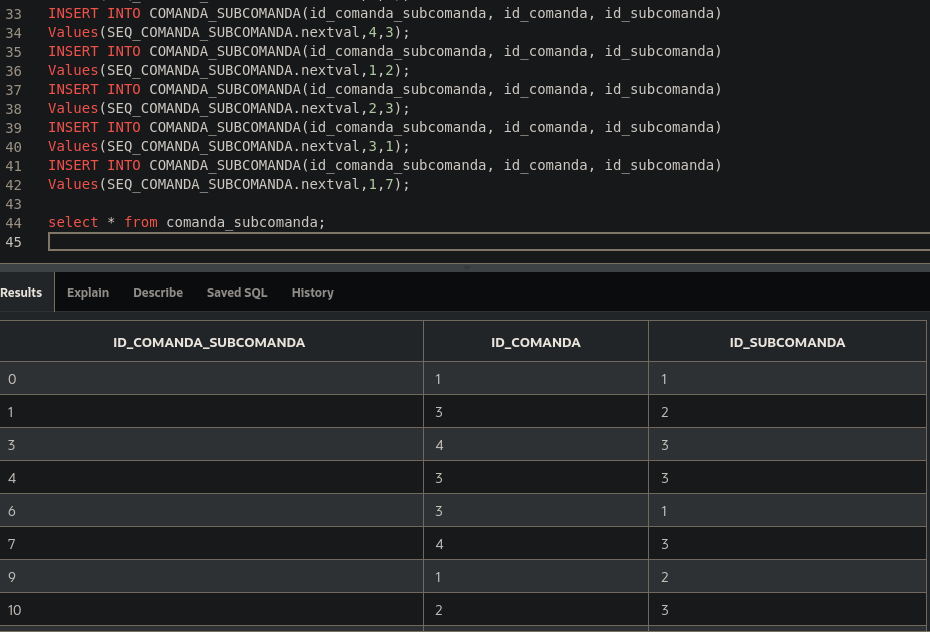 33 INSERT INTO COMANDA_SUBCOMANDA(id_comanda_subcomanda, id_comanda, id_subcomanda)
34 Values(SEQ_COMANDA_SUBCOMANDA.nextval,4,3);
35 INSERT INTO COMANDA_SUBCOMANDA(id_comanda_subcomanda, id_comanda, id_subcomanda)
36 Values(SEQ_COMANDA_SUBCOMANDA.nextval,1,2);
37 INSERT INTO COMANDA_SUBCOMANDA(id_comanda_subcomanda, id_comanda, id_subcomanda)
38 Values(SEQ_COMANDA_SUBCOMANDA.nextval,2,3);
39 INSERT INTO COMANDA_SUBCOMANDA(id_comanda_subcomanda, id_comanda, id_subcomanda)
40 Values(SEQ_COMANDA_SUBCOMANDA.nextval,3,1);
41 INSERT INTO COMANDA_SUBCOMANDA(id_comanda_subcomanda, id_comanda, id_subcomanda)
42 Values(SEQ_COMANDA_SUBCOMANDA.nextval,1,7);
43
44 select * from comanda_subcomanda;
45
Results Explain Describe Saved SQL History
ID_COMANDA_SUBCOMANDA ID_COMANDA ID_SUBCOMANDA
0 1 1
1 3 2
3 4 3
4 3 3
6 3 1
7 4 3
9 1 2
10 2 3